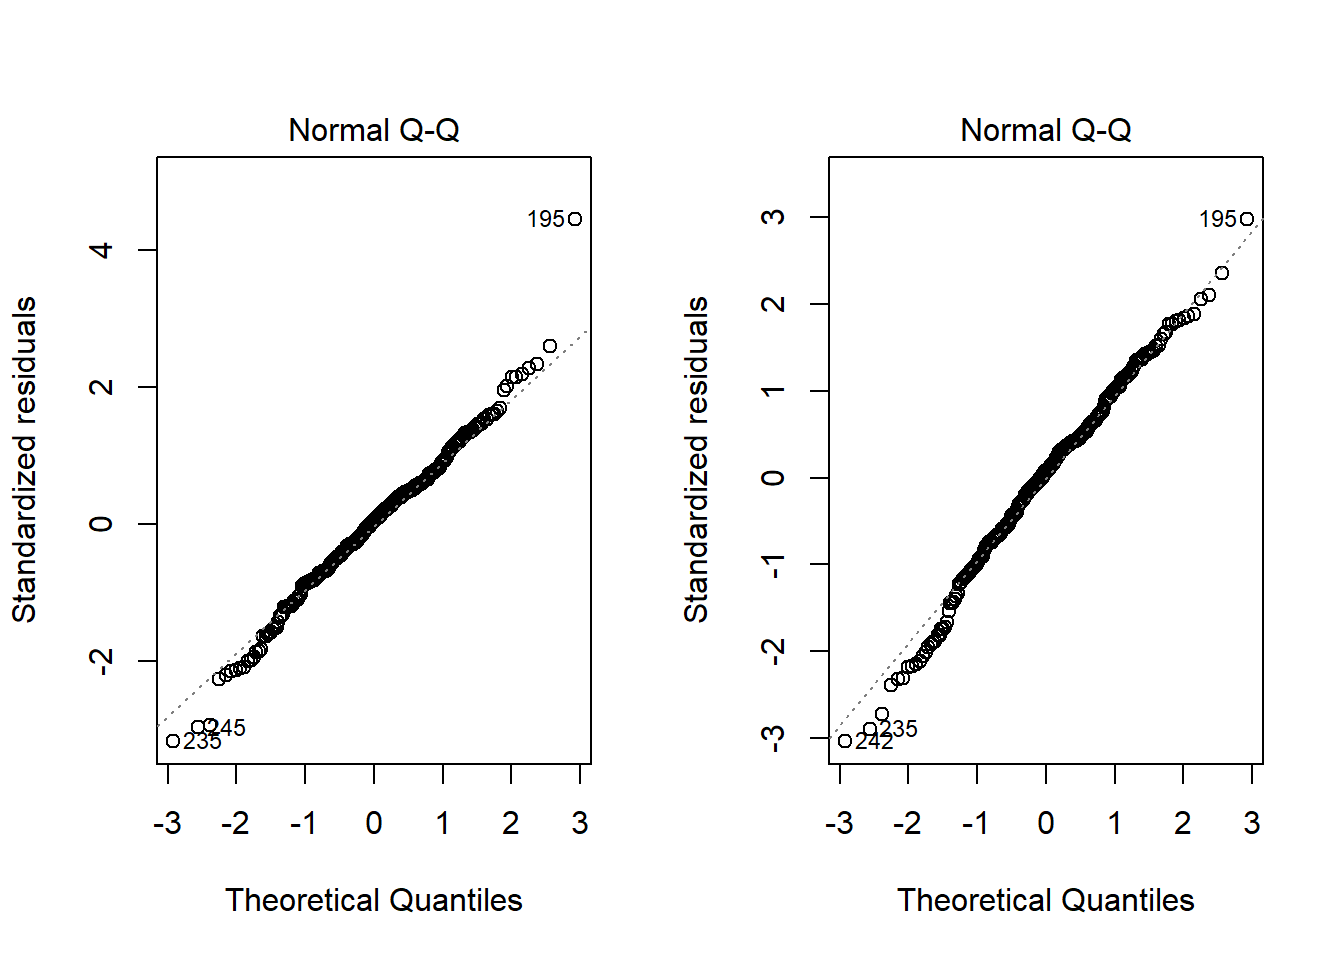 Normal Q-Q
Standardized residuals
4
2
0
-2
195
245
235
-3 -2 -1 0 1 2 3
Theoretical Quantiles
Normal Q-Q
Standardized residuals
3
2
1
0
-1
-2
-3
195
235
242
-3 -2 -1 0 1 2 3
Theoretical Quantiles